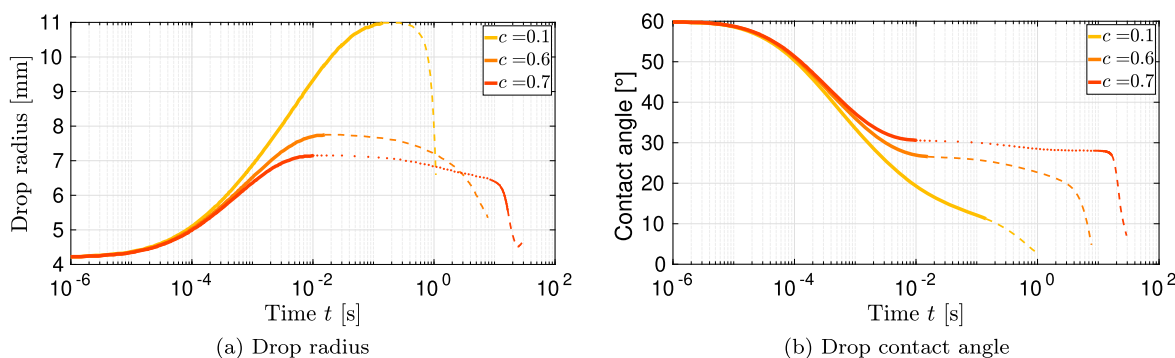 11
10
9
8
7
6
5
4
Drop radius [mm]
c =0.1
c =0.6
c =0.7
10^-6
10^-4
10^-2
10^0
10^2
Time t [s]
(a) Drop radius
60
50
40
30
20
10
0
Contact angle [°]
c =0.1
c =0.6
c =0.7
10^-6
10^-4
10^-2
10^0
10^2
Time t [s]
(b) Drop contact angle